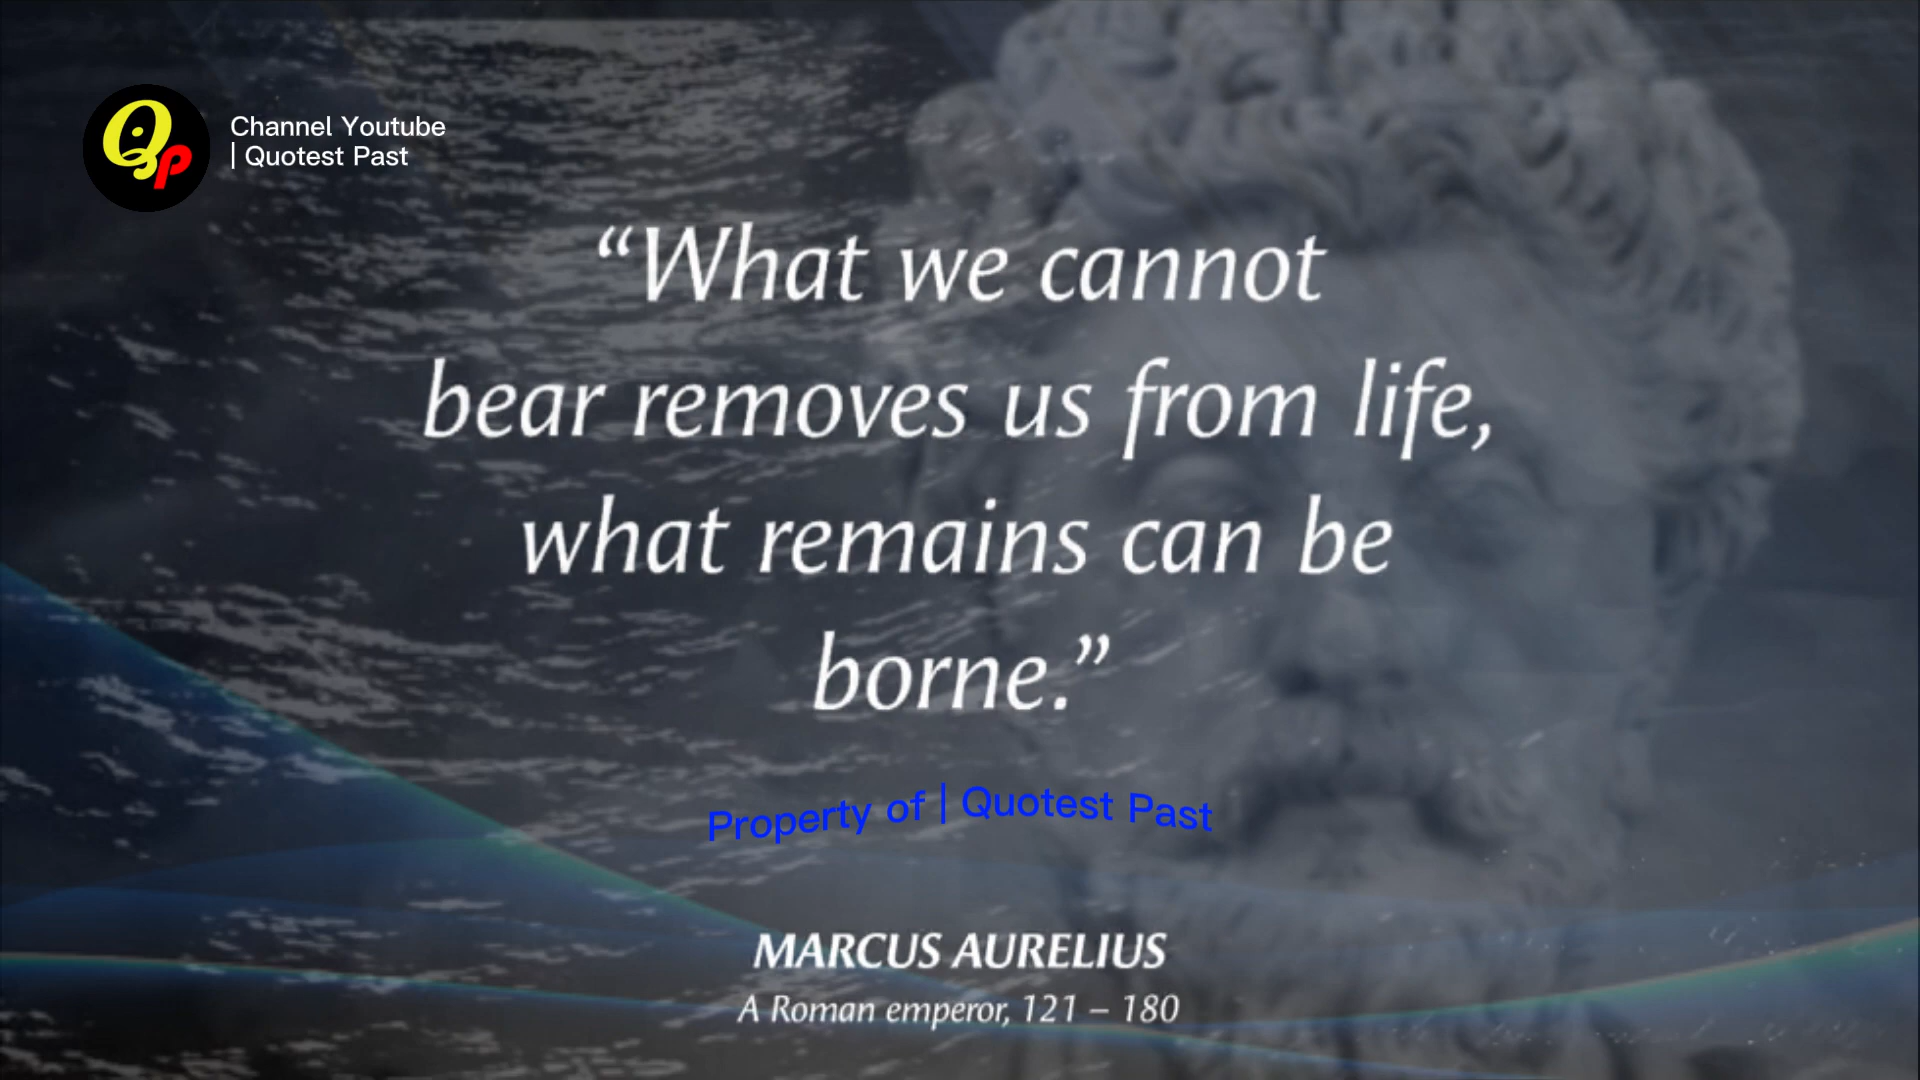 Channel Youtube
| Quotest Past
“What we cannot
bear removes us from life,
what remains can be
borne.”
Property of | Quotest Past
MARCUS AURELIUS
A Roman emperor, 121 – 180